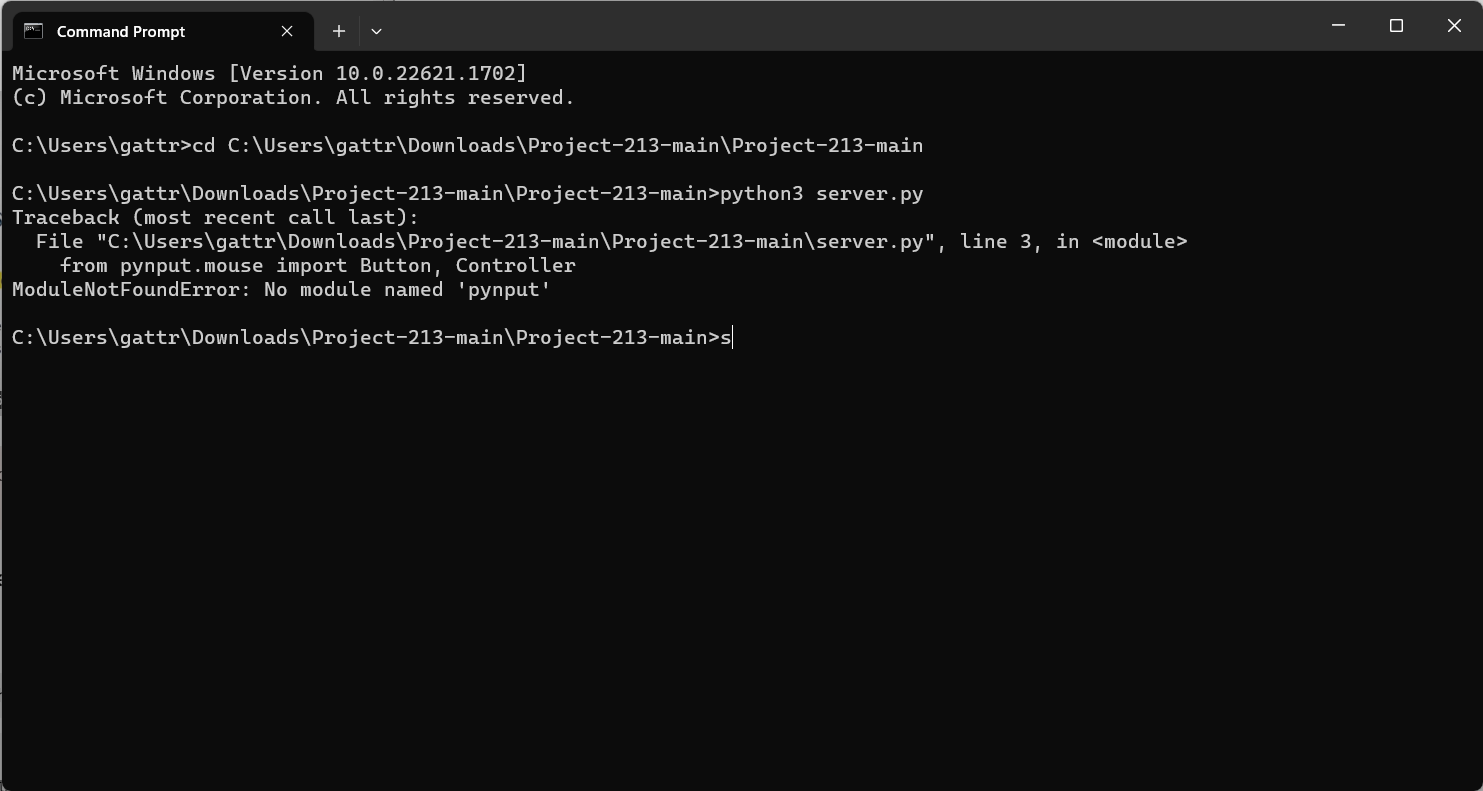 Command Prompt
Microsoft Windows [Version 10.0.22621.1702]
(c) Microsoft Corporation. All rights reserved.
C:\Users\gattr>cd C:\Users\gattr\Downloads\Project-213-main\Project-213-main
C:\Users\gattr\Downloads\Project-213-main\Project-213-main>python3 server.py
Traceback (most recent call last):
  File "C:\Users\gattr\Downloads\Project-213-main\Project-213-main\server.py", line 3, in <module>
    from pynput.mouse import Button, Controller
ModuleNotFoundError: No module named 'pynput'
C:\Users\gattr\Downloads\Project-213-main\Project-213-main>s